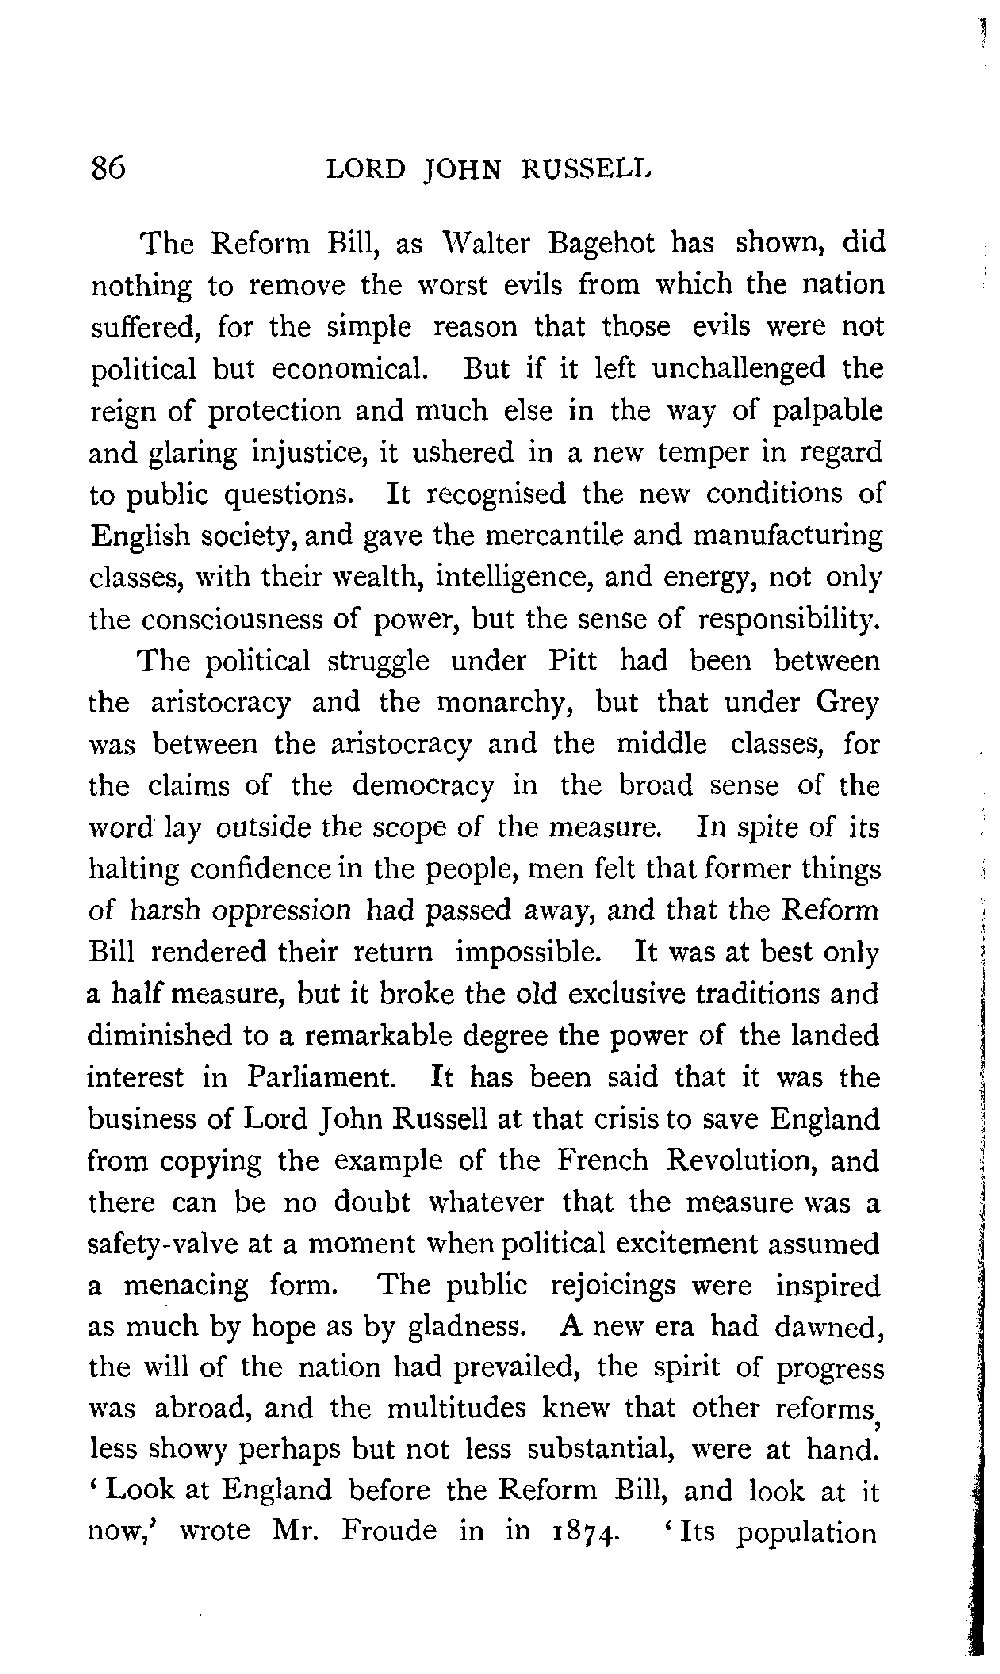 86 LORD JOHN RUSSELL
The Reform Bill, as Walter Bagehot has shown, did
nothing to remove the worst evils from which the nation
suffered, for the simple reason that those evils were not
political but economical. But if it left unchallenged the
reign of protection and much else in the way of palpable
and glaring injustice, it ushered in a new temper in regard
to public questions. It recognised the new conditions of
English society, and gave the mercantile and manufacturing
classes, with their wealth, intelligence, and energy, not only
the consciousness of power, but the sense of responsibility.
The political struggle under Pitt had been between
the aristocracy and the monarchy, but that under Grey
was between the aristocracy and the middle classes, for
the claims of the democracy in the broad sense of the
word lay outside the scope of the measure. In spite of its
halting confidence in the people, men felt that former things
of harsh oppression had passed away, and that the Reform
Bill rendered their return impossible. It was at best only
a half measure, but it broke the old exclusive traditions and
diminished to a remarkable degree the power of the landed
interest in Parliament. It has been said that it was the
business of Lord John Russell at that crisis to save England
from copying the example of the French Revolution, and
there can be no doubt whatever that the measure was a
safety-valve at a moment when political excitement assumed
a menacing form. The public rejoicings were inspired
as much by hope as by gladness. A new era had dawned,
the will of the nation had prevailed, the spirit of progress
was abroad, and the multitudes knew that other reforms,
less showy perhaps but not less substantial, were at hand.
‘Look at England before the Reform Bill, and look at it
now,’ wrote Mr. Froude in in 1874. ‘Its population